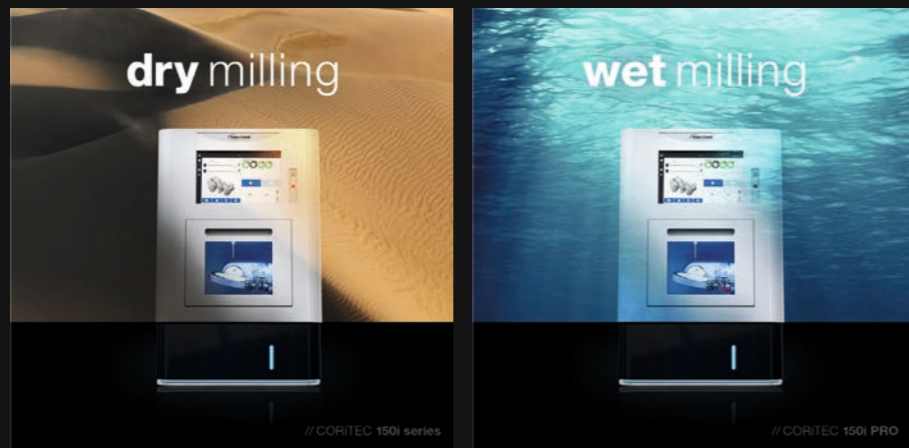 dry milling
// CORiTEC 150i series
wet milling
// CORiTEC 150i PRO